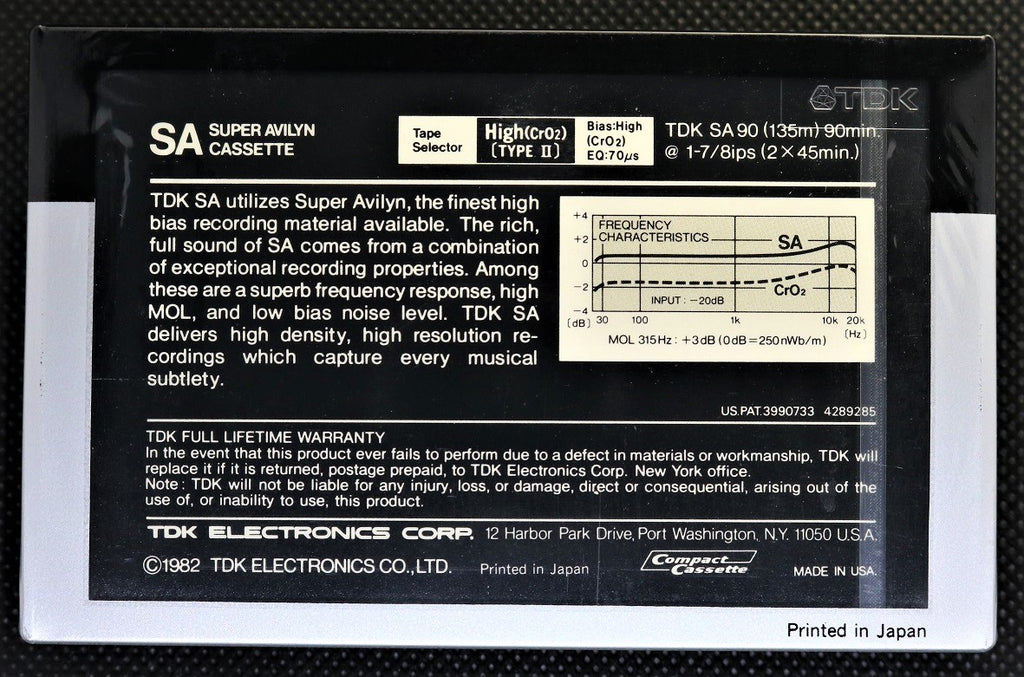 TDK
SA SUPER AVILYN
CASSETTE
Tape
Selector
High(CrO2)
(TYPE II)
Bias:High
(CrO2)
EQ:70µs
TDK SA90 (135m) 90min.
@ 1-7/8ips (2×45min.)
TDK SA utilizes Super Avilyn, the finest high
bias recording material available. The rich,
full sound of SA comes from a combination
of exceptional recording properties. Among
these are a superb frequency response, high
MOL, and low bias noise level. TDK SA
delivers high density, high resolution re-
cordings which capture every musical
subtlety.
FREQUENCY
CHARACTERISTICS
+4
+2
0
−2
−4
(dB)
SA
CrO2
INPUT : −20dB
30 100 1k 10k 20k
(Hz)
MOL 315Hz : +3dB (0dB=250nWb/m)
US.PAT.3990733 4289285
TDK FULL LIFETIME WARRANTY
In the event that this product ever fails to perform due to a defect in materials or workmanship, TDK will
replace it if it is returned, postage prepaid, to TDK Electronics Corp. New York office.
Note : TDK will not be liable for any injury, loss, or damage, direct or consequential, arising out of the
use of, or inability to use, this product.
TDK ELECTRONICS CORP. 12 Harbor Park Drive, Port Washington, N.Y. 11050 U.S.A.
©1982 TDK ELECTRONICS CO.,LTD. Printed in Japan
Compact
Cassette
MADE IN USA.
Printed in Japan